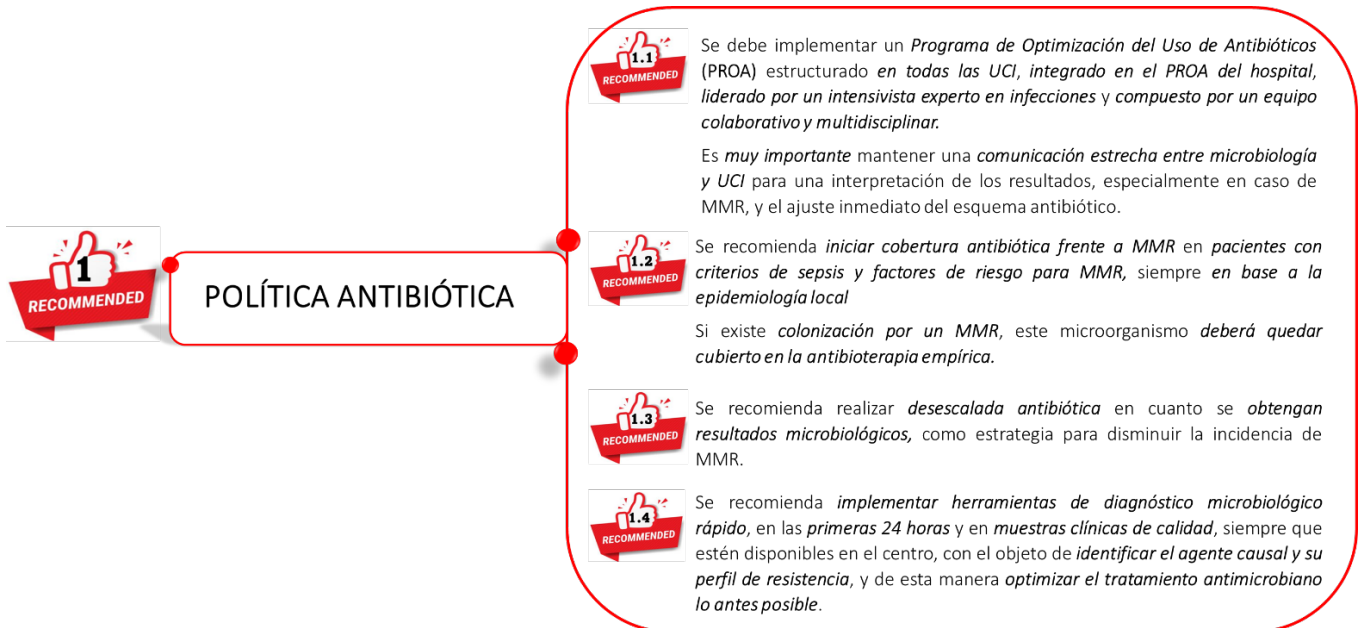 1
RECOMMENDED
POLÍTICA ANTIBIÓTICA
1.1
RECOMMENDED
Se debe implementar un Programa de Optimización del Uso de Antibióticos
(PROA) estructurado en todas las UCI, integrado en el PROA del hospital,
liderado por un intensivista experto en infecciones y compuesto por un equipo
colaborativo y multidisciplinar.
Es muy importante mantener una comunicación estrecha entre microbiología
y UCI para una interpretación de los resultados, especialmente en caso de
MMR, y el ajuste inmediato del esquema antibiótico.
1.2
RECOMMENDED
Se recomienda iniciar cobertura antibiótica frente a MMR en pacientes con
criterios de sepsis y factores de riesgo para MMR, siempre en base a la
epidemiología local
Si existe colonización por un MMR, este microorganismo deberá quedar
cubierto en la antibioterapia empírica.
1.3
RECOMMENDED
Se recomienda realizar desescalada antibiótica en cuanto se obtengan
resultados microbiológicos, como estrategia para disminuir la incidencia de
MMR.
1.4
RECOMMENDED
Se recomienda implementar herramientas de diagnóstico microbiológico
rápido, en las primeras 24 horas y en muestras clínicas de calidad, siempre que
estén disponibles en el centro, con el objeto de identificar el agente causal y su
perfil de resistencia, y de esta manera optimizar el tratamiento antimicrobiano
lo antes posible.